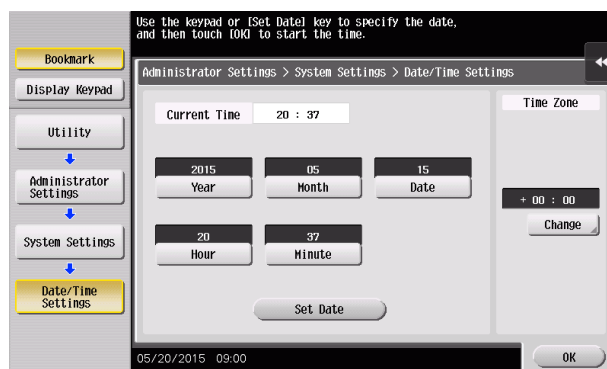 Use the keypad or [Set Date] key to specify the date,
and then touch [OK] to start the time.
Bookmark
Display Keypad
Utility
Administrator
Settings
System Settings
Date/Time
Settings
Administrator Settings > System Settings > Date/Time Settings
Current Time 20 : 37
2015 05 15
Year Month Date
20 37
Hour Minute
Set Date
Time Zone
+ 00 : 00
Change
05/20/2015 09:00
OK